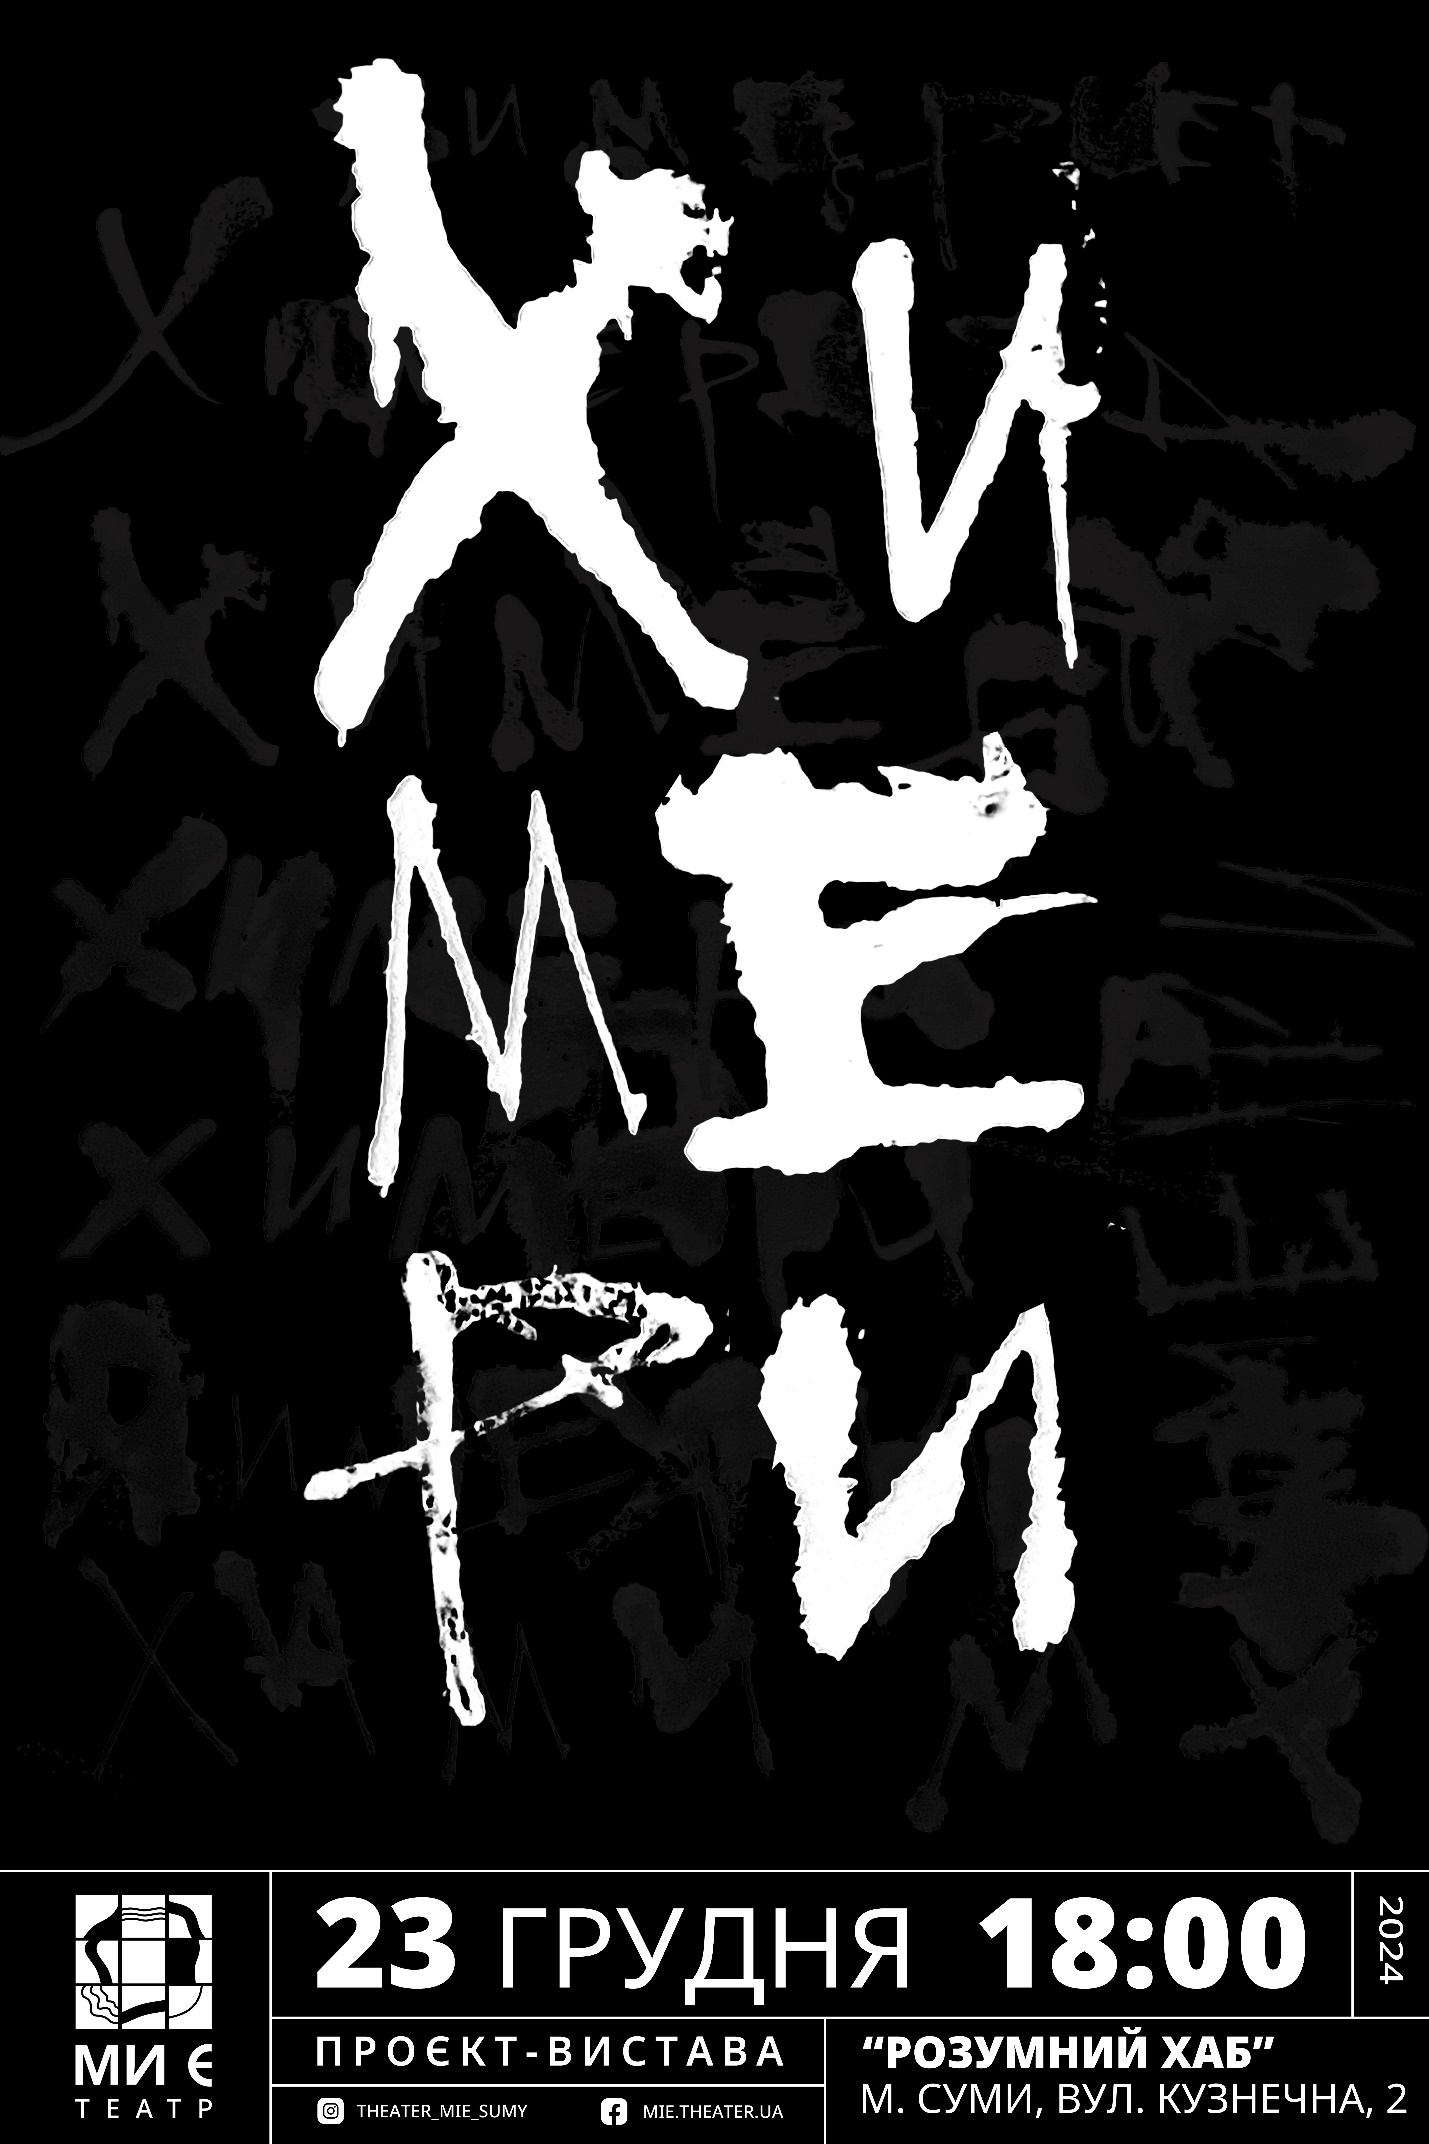 ХИ
МЕ
РИ
23 ГРУДНЯ 18:00
2024
МИ Є
ТЕАТР
ПРОЄКТ-ВИСТАВА
THEATER_MIE_SUMY
MIE.THEATER.UA
“РОЗУМНИЙ ХАБ”
М. СУМИ, ВУЛ. КУЗНЕЧНА, 2